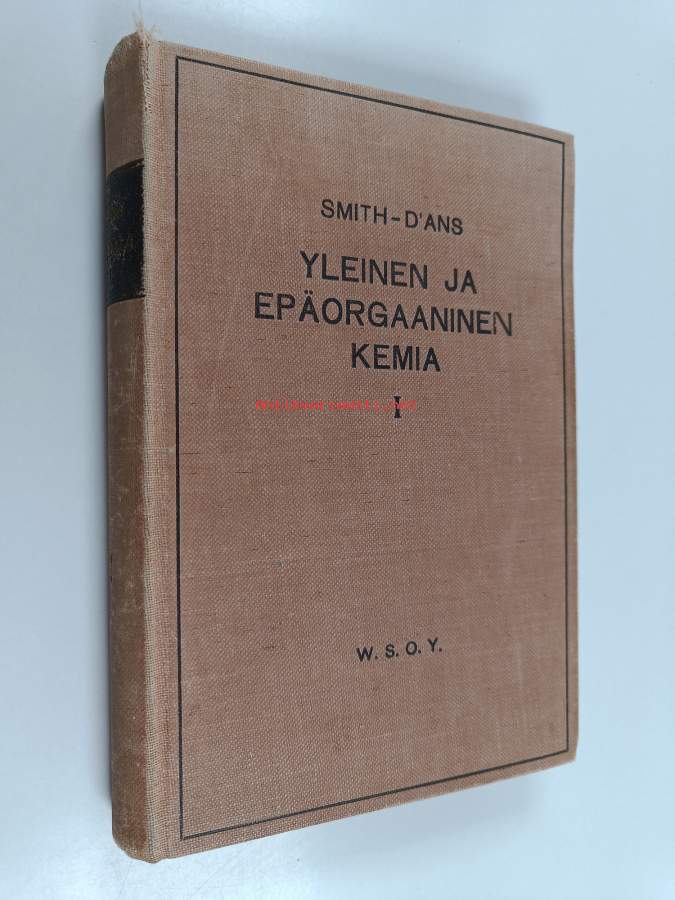 SMITH-D'ANS
YLEINEN JA
EPÄORGAANINEN
KEMIA
I
W. S. O. Y.